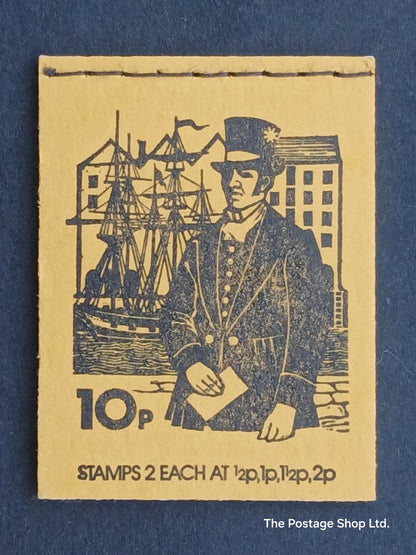 10p
STAMPS 2 EACH AT ½p,1p,1½p,2p
The Postage Shop Ltd.